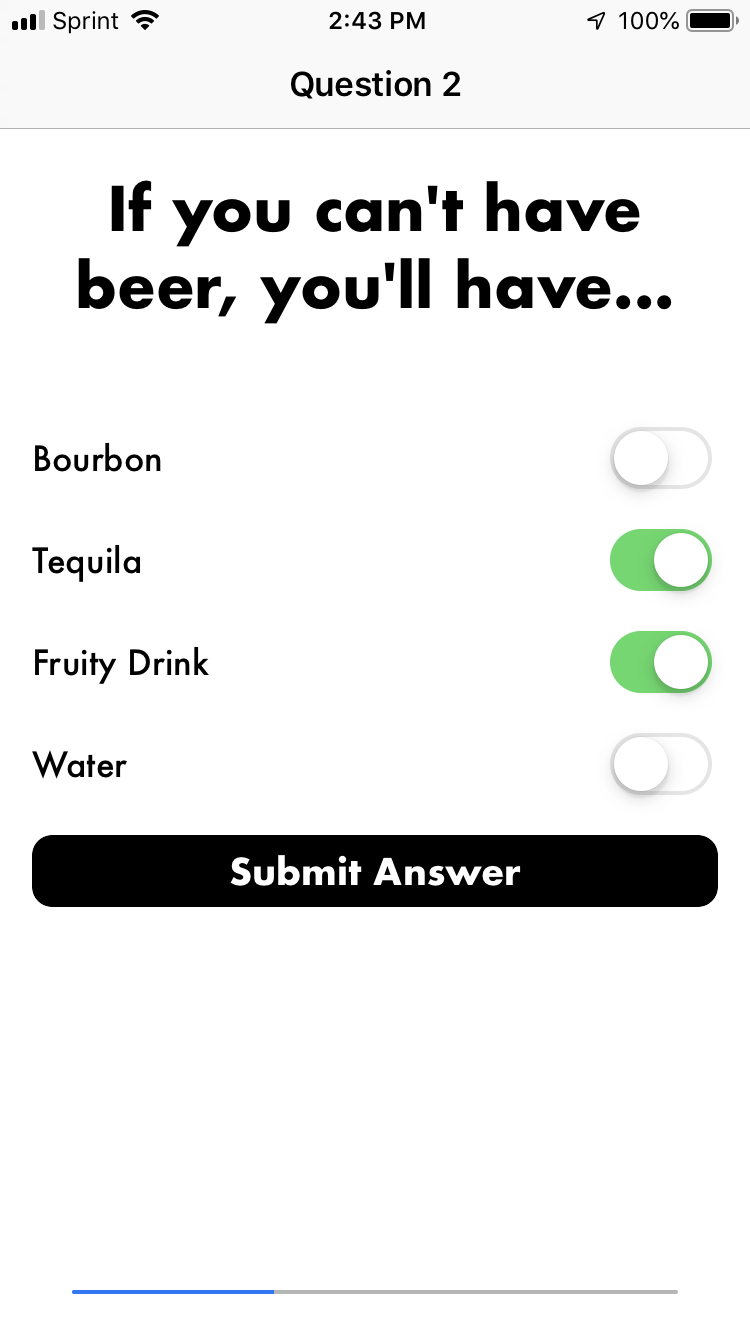 Sprint 2:43 PM 100%
Question 2
If you can't have
beer, you'll have...
Bourbon
Tequila
Fruity Drink
Water
Submit Answer